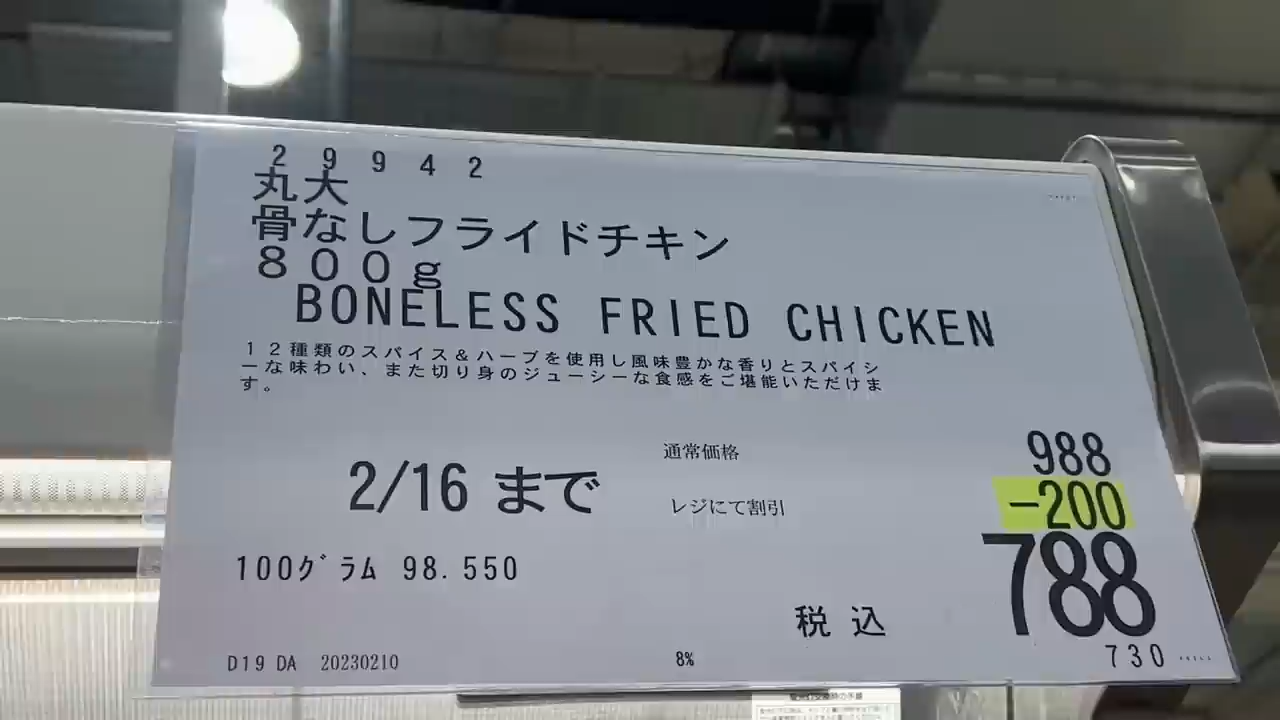 29942
丸大
骨なしフライドチキン
800g
BONELESS FRIED CHICKEN
12種類のスパイス&ハーブを使用し風味豊かな香りとスパイシ
ーな味わい、また切り身のジューシーな食感をご堪能いただけま
す。
通常価格 988
2/16 まで
レジにて割引 -200
788
100グラム 98.550
税込
730
D19 DA 20230210 8%